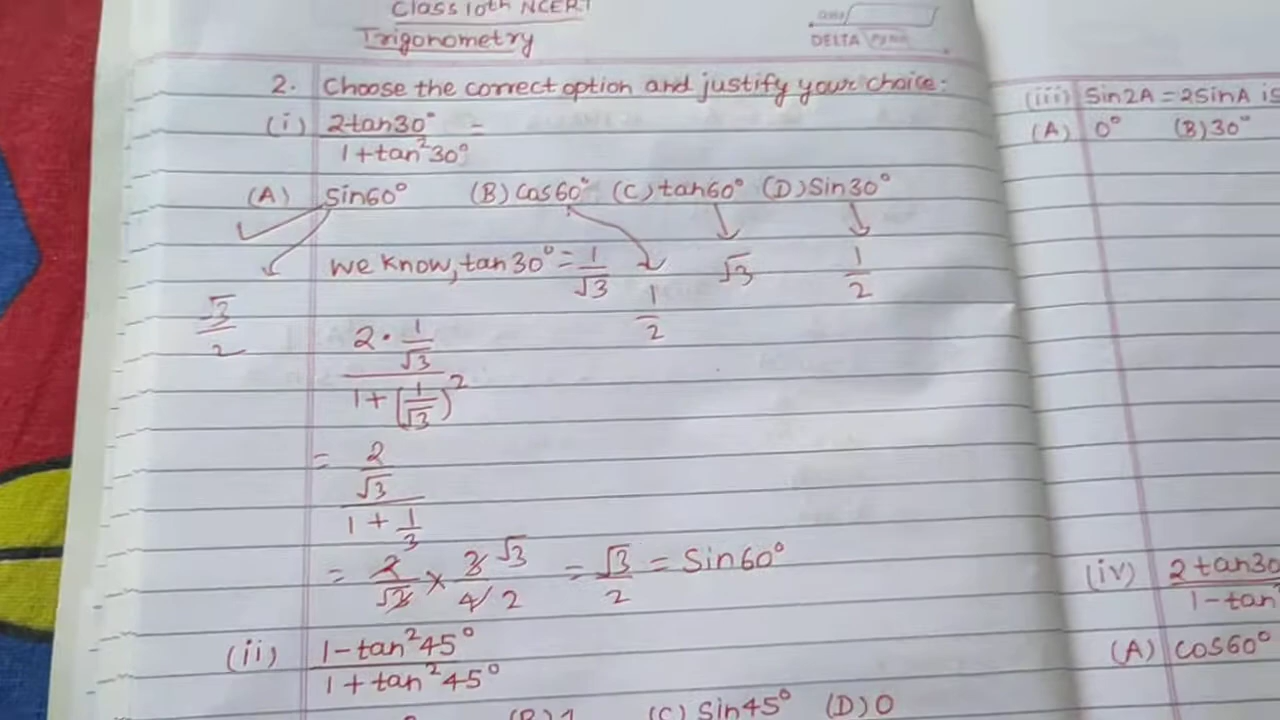 Class 10th NCERT
Trigonometry
DELTA
2. Choose the correct option and justify your choice:
(i) 2tan30° / 1+tan²30° =
(A) Sin60° (B) Cos60° (C) tan60° (D) Sin30°
We know, tan30° = 1/√3
√3/2 1/2 √3 1/2
2·1/√3 / 1+(1/√3)²
= 2/√3 / 1+1/3
= 2/√3 × 3 √3/4 2 = √3/2 = Sin60°
(ii) 1-tan²45° / 1+tan²45°
(B) 1 (C) Sin45° (D) 0
(iii) Sin2A = 2SinA is
(A) 0° (B) 30°
(iv) 2tan30 / 1-tan
(A) Cos60°